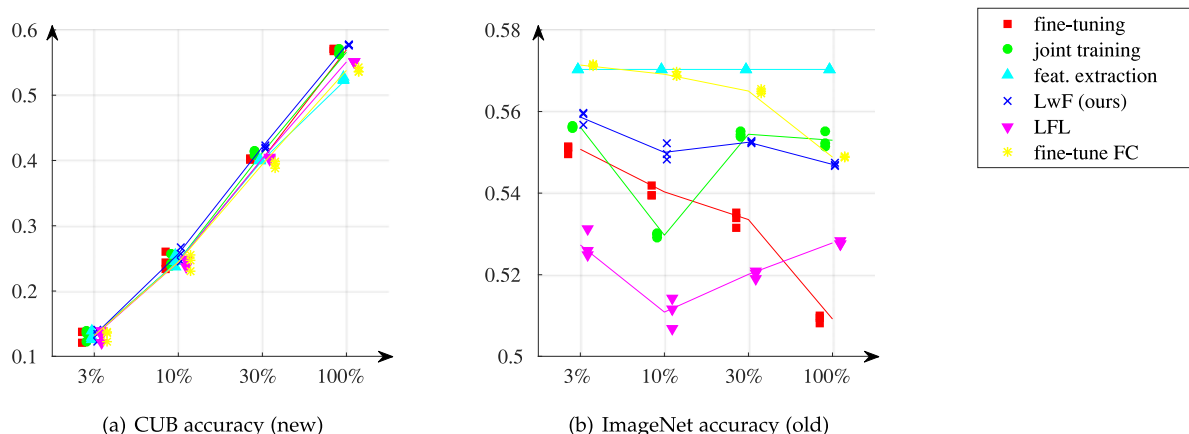 0.6
0.5
0.4
0.3
0.2
0.1
3%
10%
30%
100%
(a) CUB accuracy (new)
0.58
0.56
0.54
0.52
0.5
3%
10%
30%
100%
(b) ImageNet accuracy (old)
fine-tuning
joint training
feat. extraction
LwF (ours)
LFL
fine-tune FC